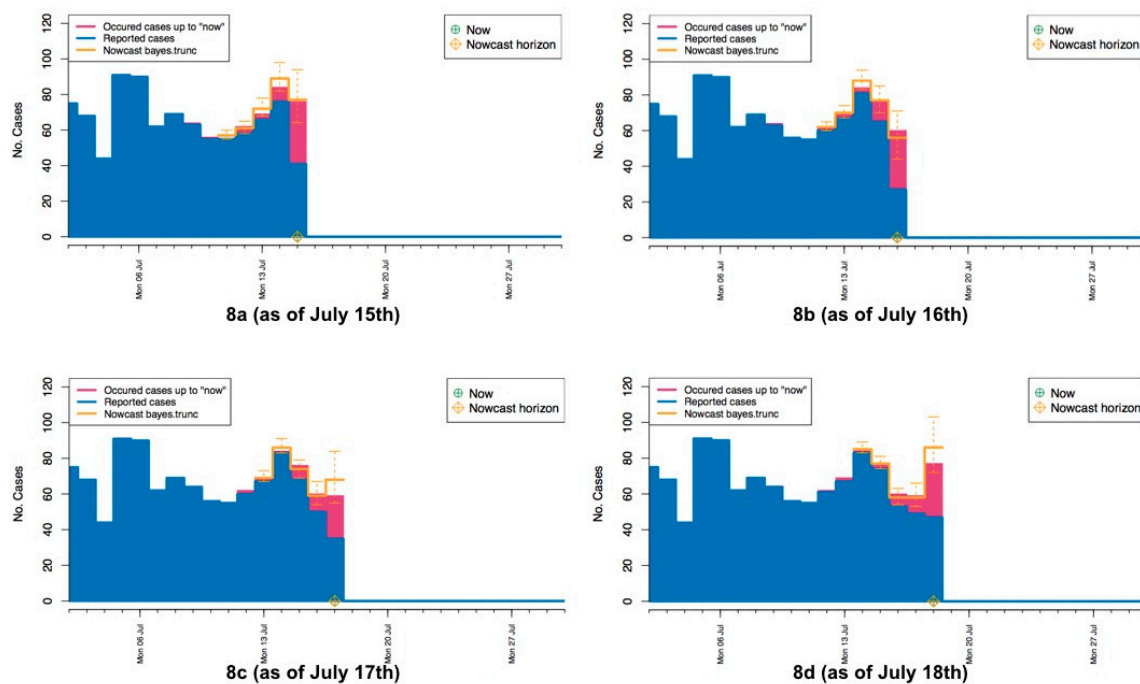 120
100
80
60
40
20
0
No. Cases
Occured cases up to "now"
Reported cases
Nowcast bayes.trunc
Now
Nowcast horizon
Mon 06 Jul
Mon 13 Jul
Mon 20 Jul
Mon 27 Jul
8a (as of July 15th)
120
100
80
60
40
20
0
No. Cases
Occured cases up to "now"
Reported cases
Nowcast bayes.trunc
Now
Nowcast horizon
Mon 06 Jul
Mon 13 Jul
Mon 20 Jul
Mon 27 Jul
8b (as of July 16th)
120
100
80
60
40
20
0
No. Cases
Occured cases up to "now"
Reported cases
Nowcast bayes.trunc
Now
Nowcast horizon
Mon 06 Jul
Mon 13 Jul
Mon 20 Jul
Mon 27 Jul
8c (as of July 17th)
120
100
80
60
40
20
0
No. Cases
Occured cases up to "now"
Reported cases
Nowcast bayes.trunc
Now
Nowcast horizon
Mon 06 Jul
Mon 13 Jul
Mon 20 Jul
Mon 27 Jul
8d (as of July 18th)